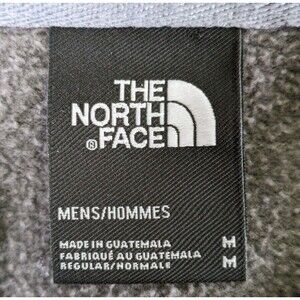 THE
NORTH
FACE
®
MENS/HOMMES
MADE IN GUATEMALA M
FABRIQUÉ AU GUATEMALA M
REGULAR/NORMALE